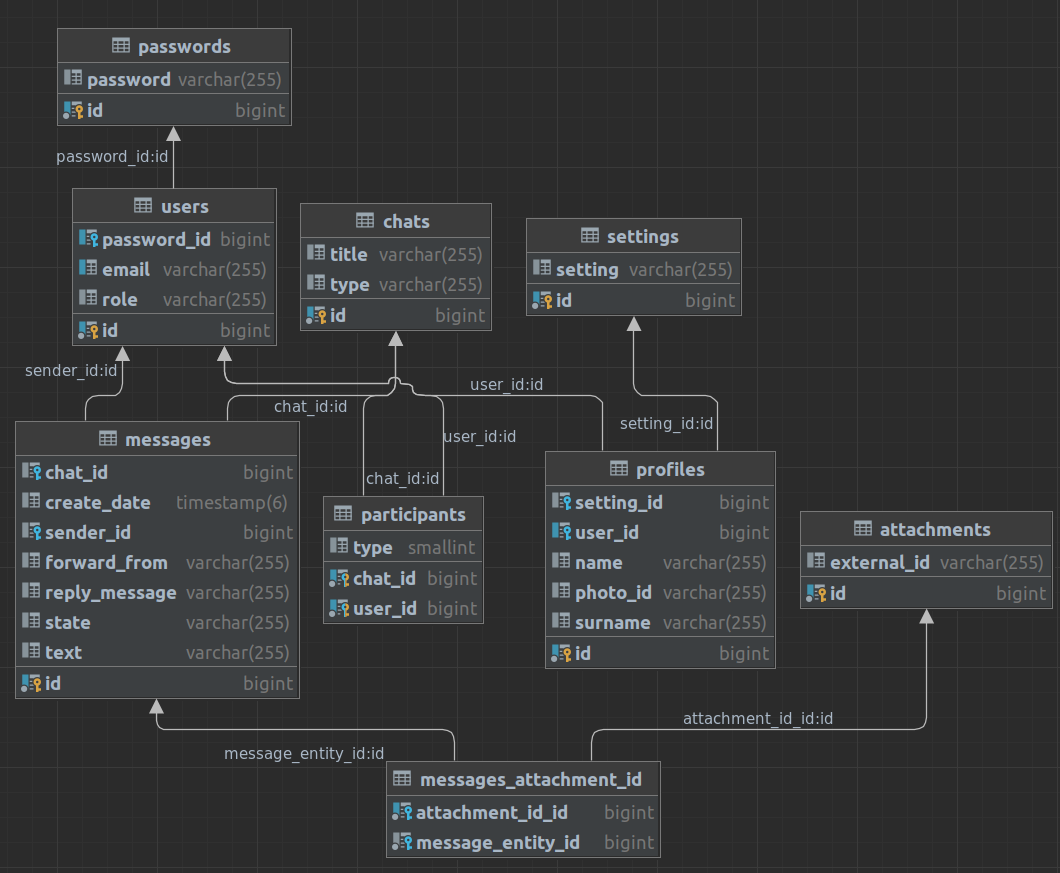 passwords
password varchar(255)
id bigint
password_id:id
users
password_id bigint
email varchar(255)
role varchar(255)
id bigint
chats
title varchar(255)
type varchar(255)
id bigint
settings
setting varchar(255)
id bigint
sender_id:id
chat_id:id
user_id:id
user_id:id
setting_id:id
chat_id:id
messages
chat_id bigint
create_date timestamp(6)
sender_id bigint
forward_from varchar(255)
reply_message varchar(255)
state varchar(255)
text varchar(255)
id bigint
participants
type smallint
chat_id bigint
user_id bigint
profiles
setting_id bigint
user_id bigint
name varchar(255)
photo_id varchar(255)
surname varchar(255)
id bigint
attachments
external_id varchar(255)
id bigint
message_entity_id:id
attachment_id_id:id
messages_attachment_id
attachment_id_id bigint
message_entity_id bigint